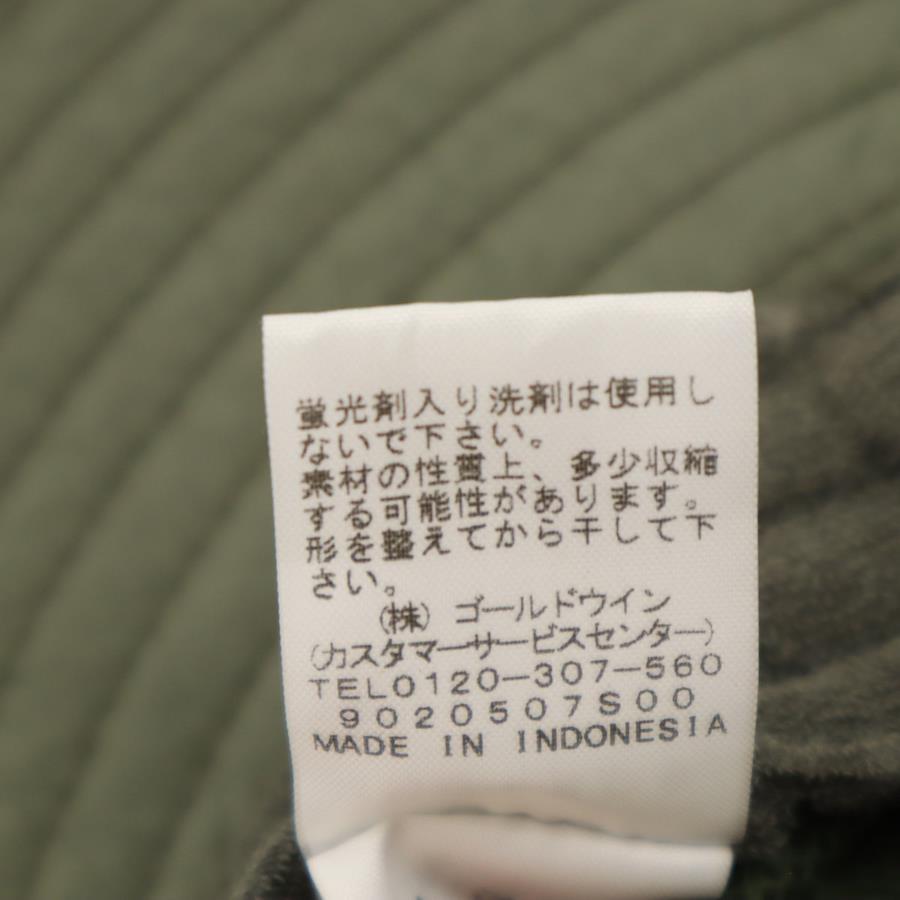 蛍光剤入り洗剤は使用し
ないで下さい。
素材の性質上、多少収縮
する可能性があります。
形を整えてから干して下
さい。
(株) ゴールドウイン
(カスタマーサービスセンター)
TEL0120-307-560
9020507S00
MADE IN INDONESIA